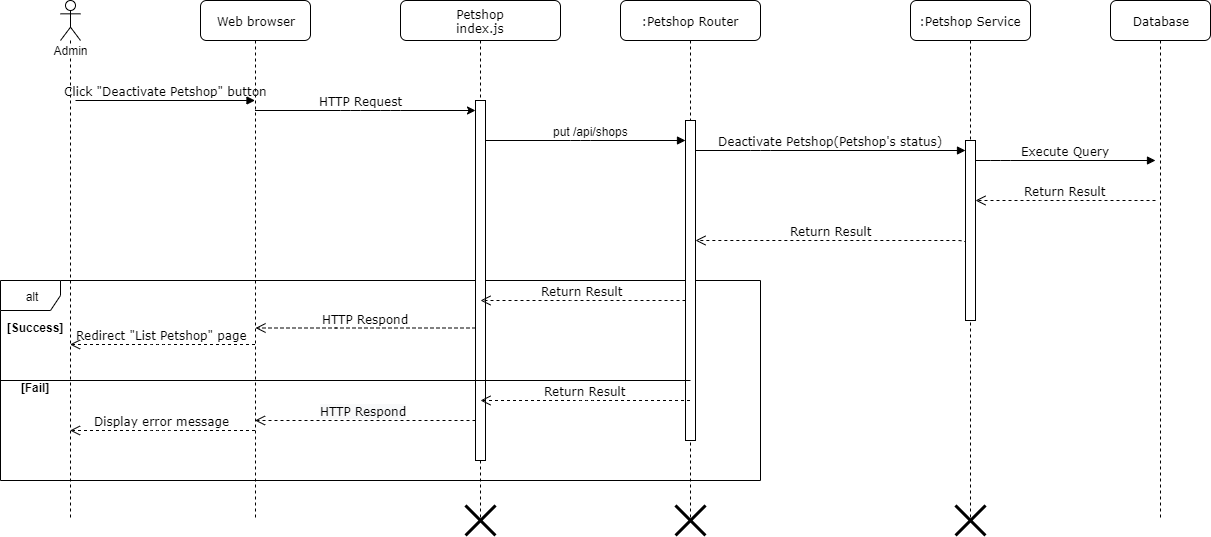 Admin
Web browser
Petshop
index.js
:Petshop Router
:Petshop Service
Database
Click "Deactivate Petshop" button
HTTP Request
put /api/shops
Deactivate Petshop(Petshop's status)
Execute Query
Return Result
Return Result
alt
Return Result
[Success]
HTTP Respond
Redirect "List Petshop" page
[Fail]
Return Result
HTTP Respond
Display error message